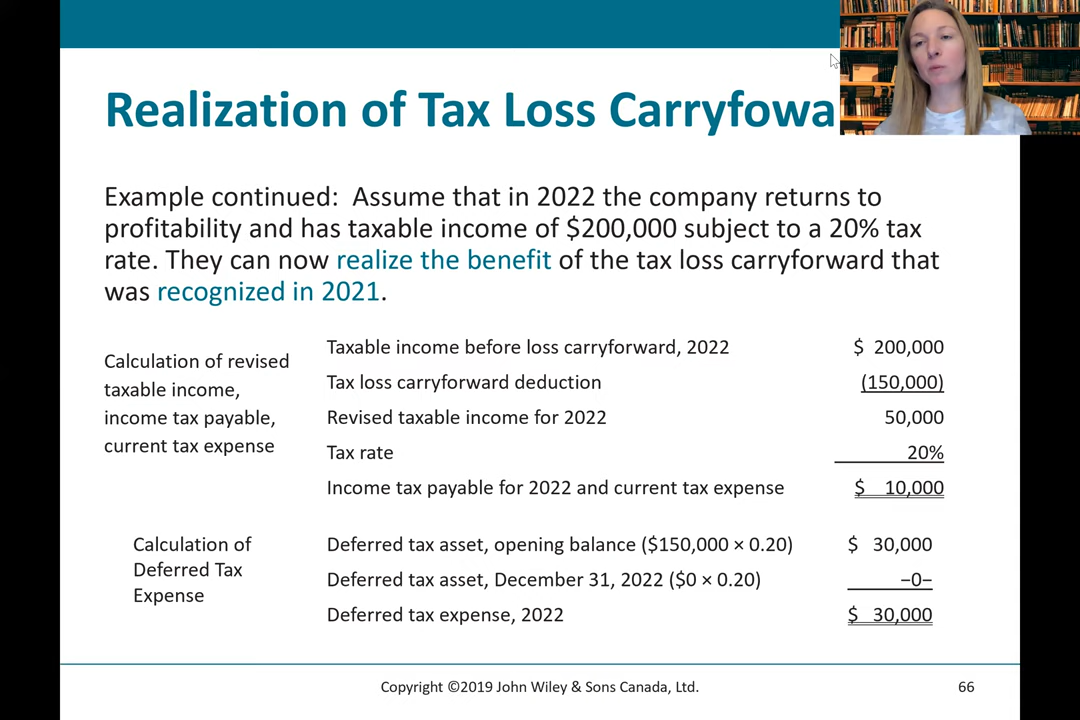 Realization of Tax Loss Carryfowa
Example continued:  Assume that in 2022 the company returns to
profitability and has taxable income of $200,000 subject to a 20% tax
rate. They can now realize the benefit of the tax loss carryforward that
was recognized in 2021.
Calculation of revised
taxable income,
income tax payable,
current tax expense
Taxable income before loss carryforward, 2022 $ 200,000
Tax loss carryforward deduction (150,000)
Revised taxable income for 2022 50,000
Tax rate 20%
Income tax payable for 2022 and current tax expense $ 10,000
Calculation of
Deferred Tax
Expense
Deferred tax asset, opening balance ($150,000 × 0.20) $ 30,000
Deferred tax asset, December 31, 2022 ($0 × 0.20) –0–
Deferred tax expense, 2022 $ 30,000
Copyright ©2019 John Wiley & Sons Canada, Ltd. 66